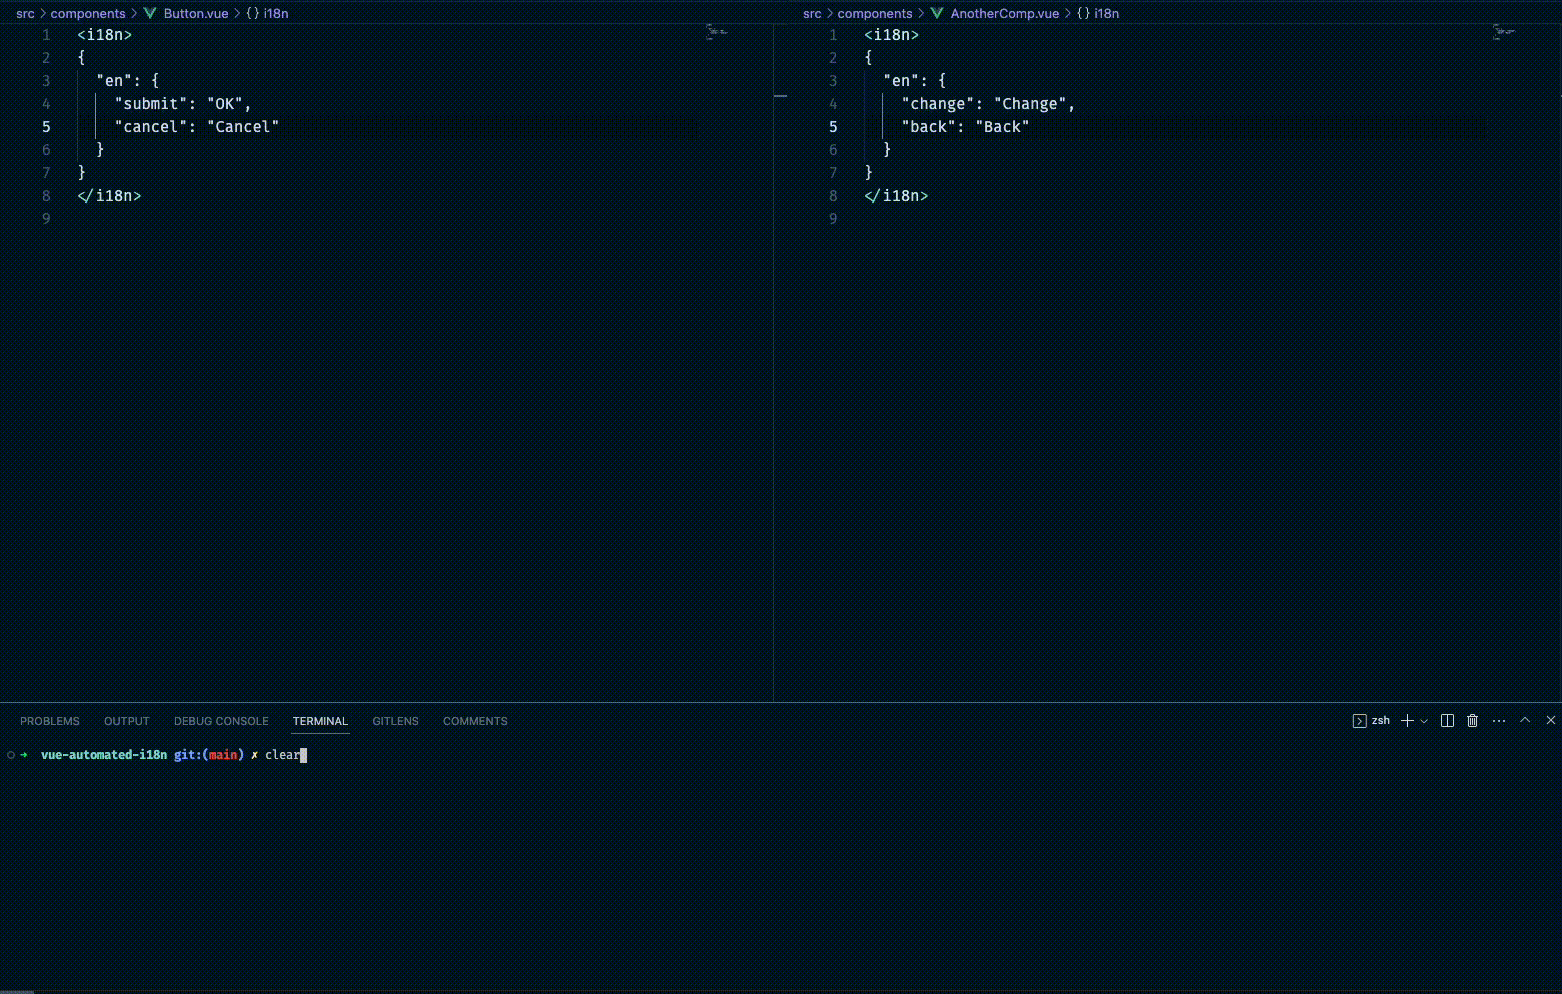 src > components > Button.vue > {} i18n
1 <i18n>
2 {
3 "en": {
4 "submit": "OK",
5 "cancel": "Cancel"
6 }
7 }
8 </i18n>
9
src > components > AnotherComp.vue > {} i18n
1 <i18n>
2 {
3 "en": {
4 "change": "Change",
5 "back": "Back"
6 }
7 }
8 </i18n>
9
PROBLEMS OUTPUT DEBUG CONSOLE TERMINAL GITLENS COMMENTS zsh
➜ vue-automated-i18n git:(main) ✗ clear